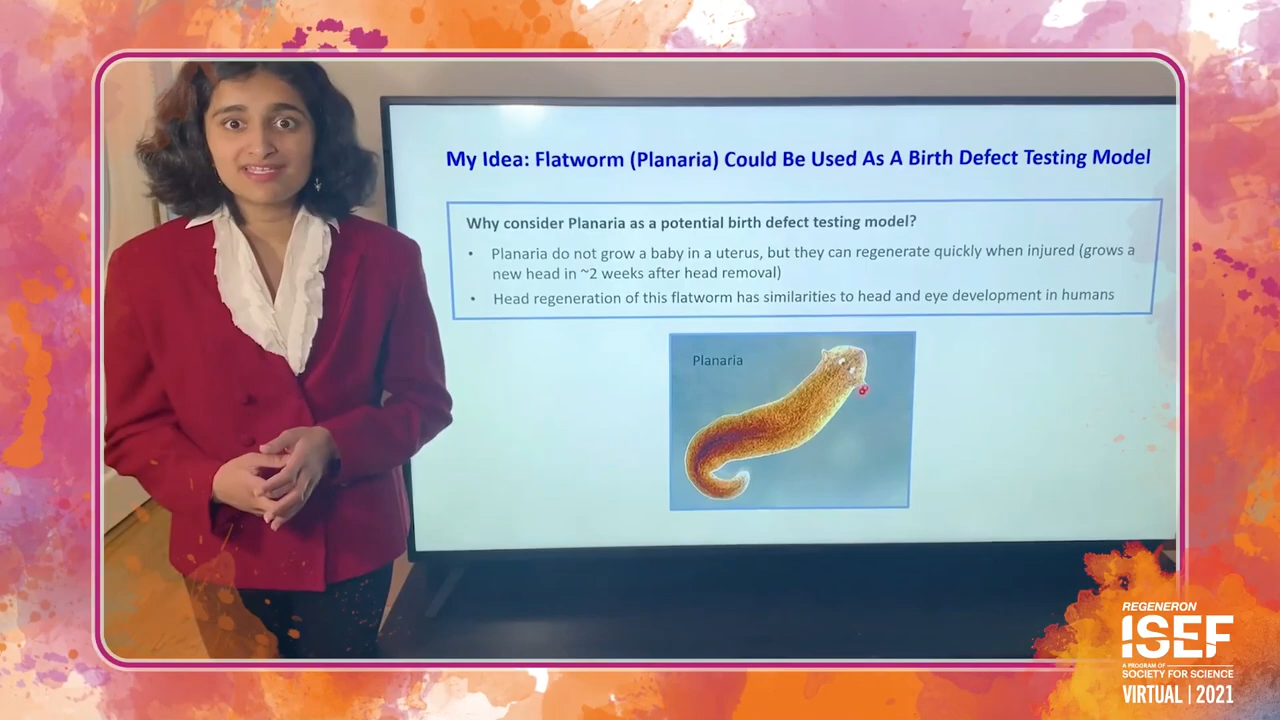 My Idea: Flatworm (Planaria) Could Be Used As A Birth Defect Testing Model
Why consider Planaria as a potential birth defect testing model?
• Planaria do not grow a baby in a uterus, but they can regenerate quickly when injured (grows a
new head in ~2 weeks after head removal)
• Head regeneration of this flatworm has similarities to head and eye development in humans
Planaria
REGENERON
ISEF
A PROGRAM OF
SOCIETY FOR SCIENCE
VIRTUAL | 2021